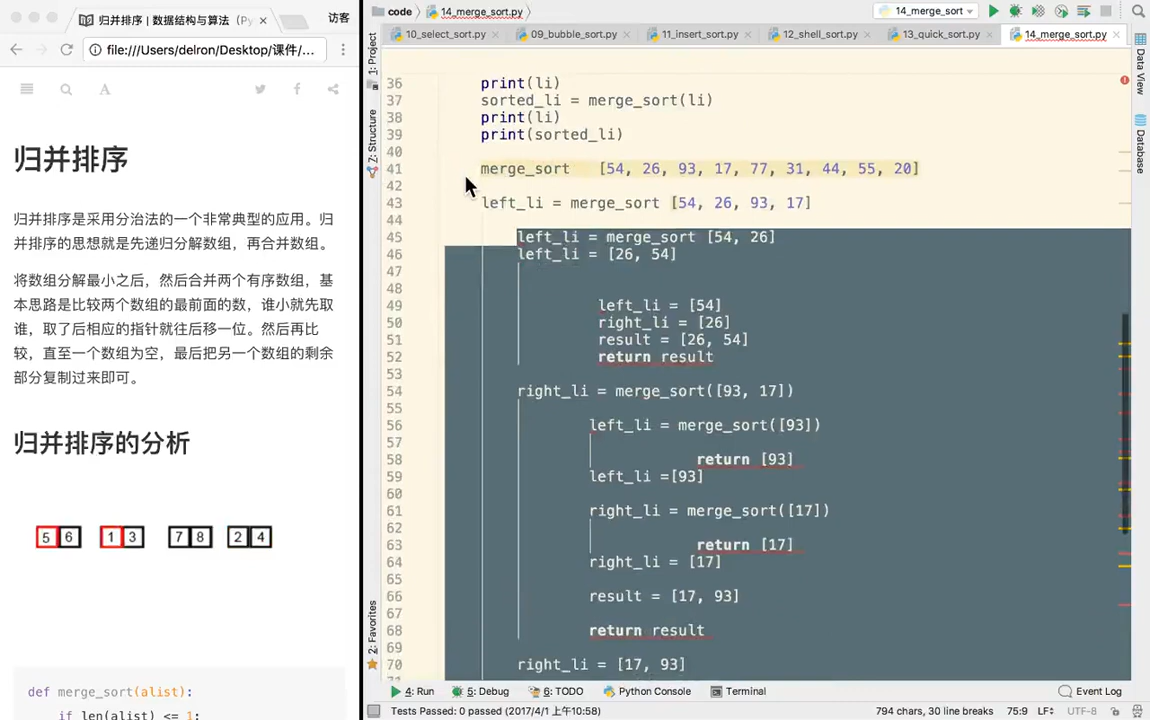 归并排序 | 数据结构与算法（Py
访客
file:///Users/delron/Desktop/课件/...
归并排序
归并排序是采用分治法的一个非常典型的应用。归
并排序的思想就是先递归分解数组，再合并数组。
将数组分解最小之后，然后合并两个有序数组，基
本思路是比较两个数组的最前面的数，谁小就先取
谁，取了后相应的指针就往后移一位。然后再比
较，直至一个数组为空，最后把另一个数组的剩余
部分复制过来即可。
归并排序的分析
5 6 1 3 7 8 2 4
def merge_sort(alist):
if len(alist) <= 1:
code 14_merge_sort.py
14_merge_sort
10_select_sort.py 09_bubble_sort.py 11_insert_sort.py 12_shell_sort.py 13_quick_sort.py 14_merge_sort.py
1: Project
7: Structure
2: Favorites
Data View
Database
36 print(li)
37 sorted_li = merge_sort(li)
38 print(li)
39 print(sorted_li)
40
41 merge_sort [54, 26, 93, 17, 77, 31, 44, 55, 20]
42
43 left_li = merge_sort [54, 26, 93, 17]
44
45 left_li = merge_sort [54, 26]
46 left_li = [26, 54]
47
48
49 left_li = [54]
50 right_li = [26]
51 result = [26, 54]
52 return result
53
54 right_li = merge_sort([93, 17])
55
56 left_li = merge_sort([93])
57
58 return [93]
59 left_li =[93]
60
61 right_li = merge_sort([17])
62
63 return [17]
64 right_li = [17]
65
66 result = [17, 93]
67
68 return result
69
70 right_li = [17, 93]
4: Run 5: Debug 6: TODO Python Console Terminal Event Log
Tests Passed: 0 passed (2017/4/1 上午10:58) 794 chars, 30 line breaks 75:9 LF UTF-8